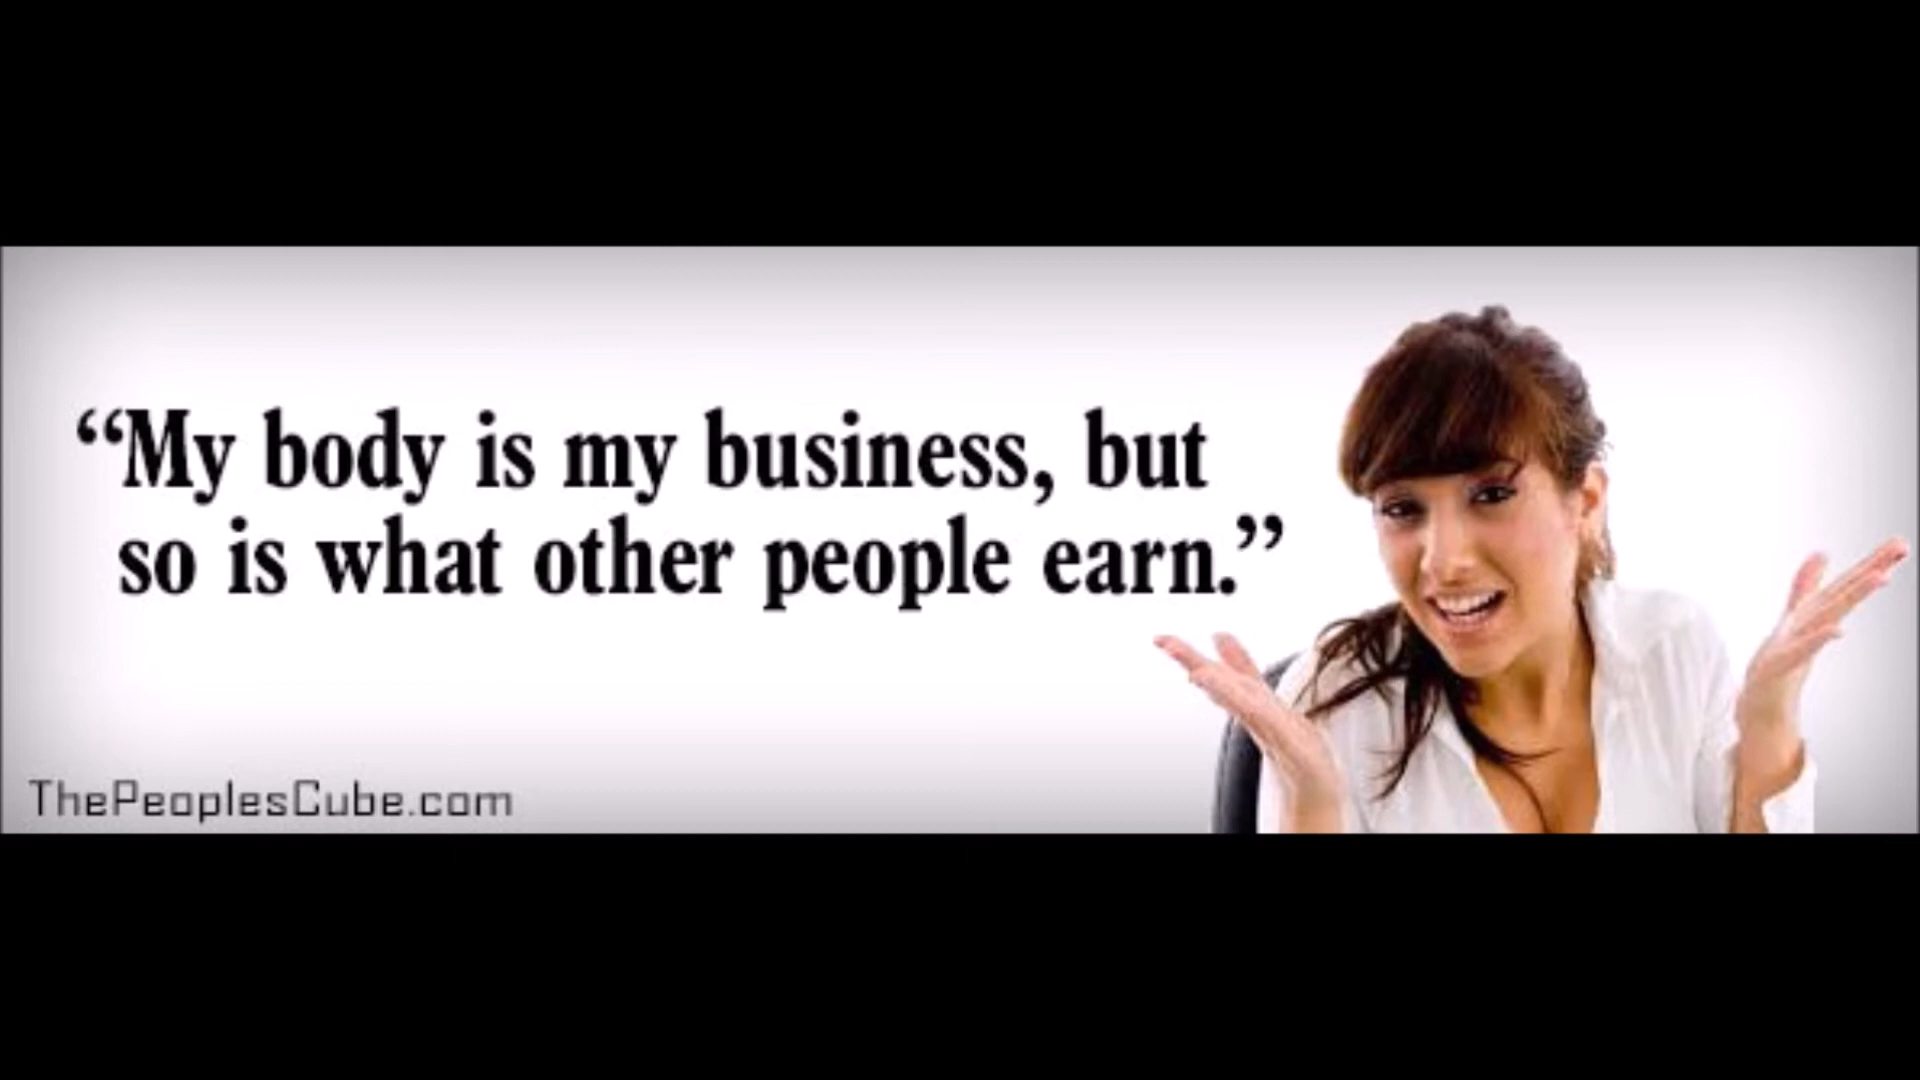 “My body is my business, but
so is what other people earn.”
ThePeoplesCube.com